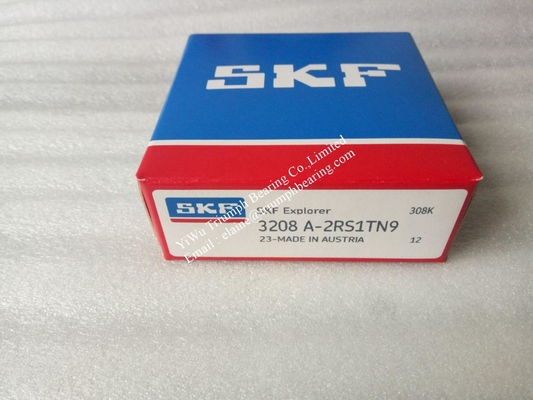 SKF
SKF
SKF Explorer
308K
3208 A-2RS1TN9
23-MADE IN AUSTRIA
12
YiWu Triumph Bearing Co.,Limited
Email : elaine@triumphbearing.com